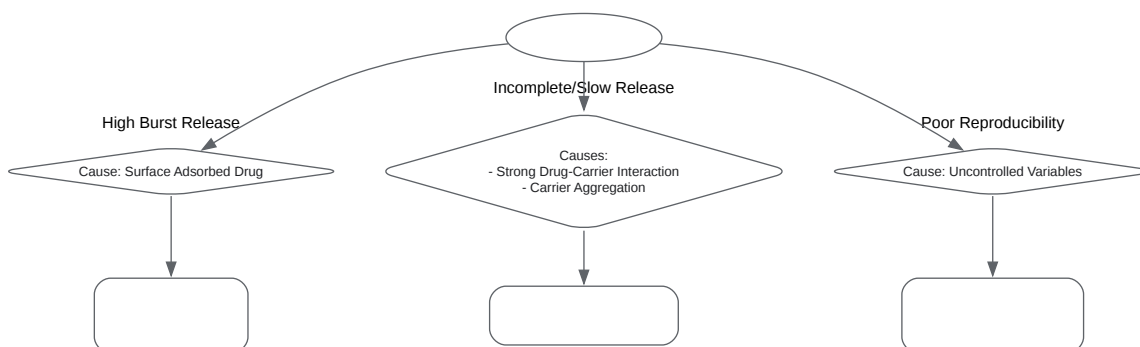 Incomplete/Slow Release
High Burst Release
Poor Reproducibility
Cause: Surface Adsorbed Drug
Causes:
- Strong Drug-Carrier Interaction
- Carrier Aggregation
Cause: Uncontrolled Variables